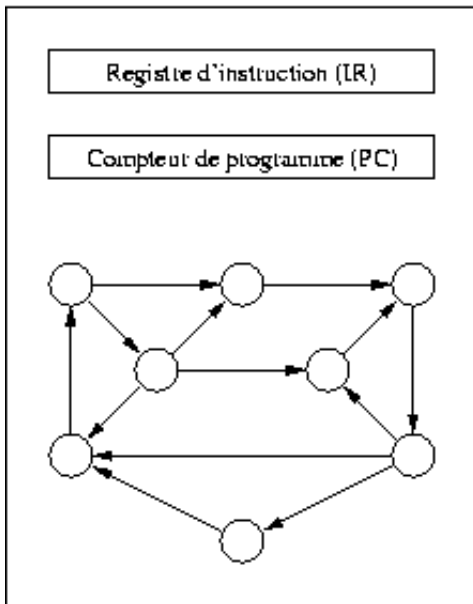 Registre d'instruction (IR)
Compteur de programme (PC)